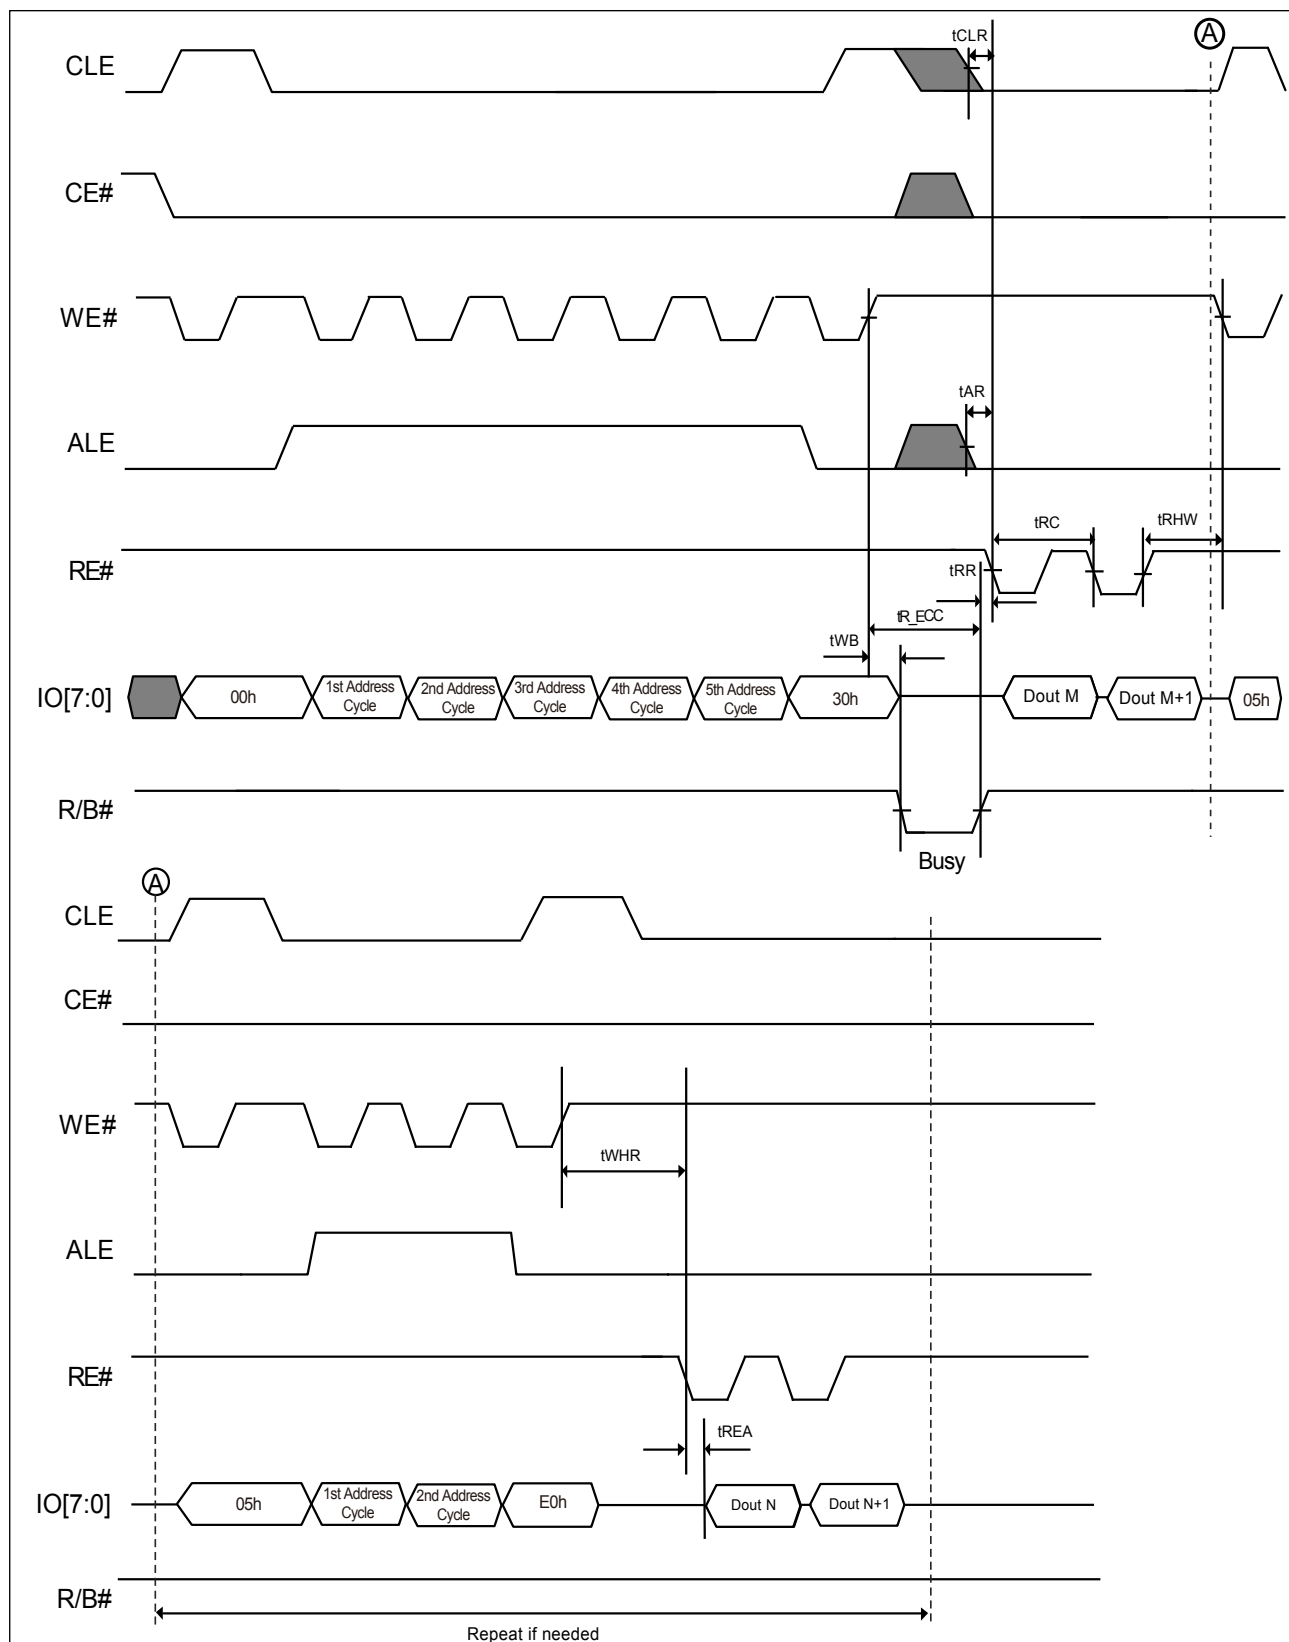 tCLR
A
CLE
CE#
WE#
tAR
ALE
tRC
tRHW
RE#
tRR
tR_ECC
tWB
IO[7:0]
00h
1st Address
Cycle
2nd Address
Cycle
3rd Address
Cycle
4th Address
Cycle
5th Address
Cycle
30h
Dout M
Dout M+1
05h
R/B#
Busy
A
CLE
CE#
WE#
tWHR
ALE
RE#
tREA
IO[7:0]
05h
1st Address
Cycle
2nd Address
Cycle
E0h
Dout N
Dout N+1
R/B#
Repeat if needed